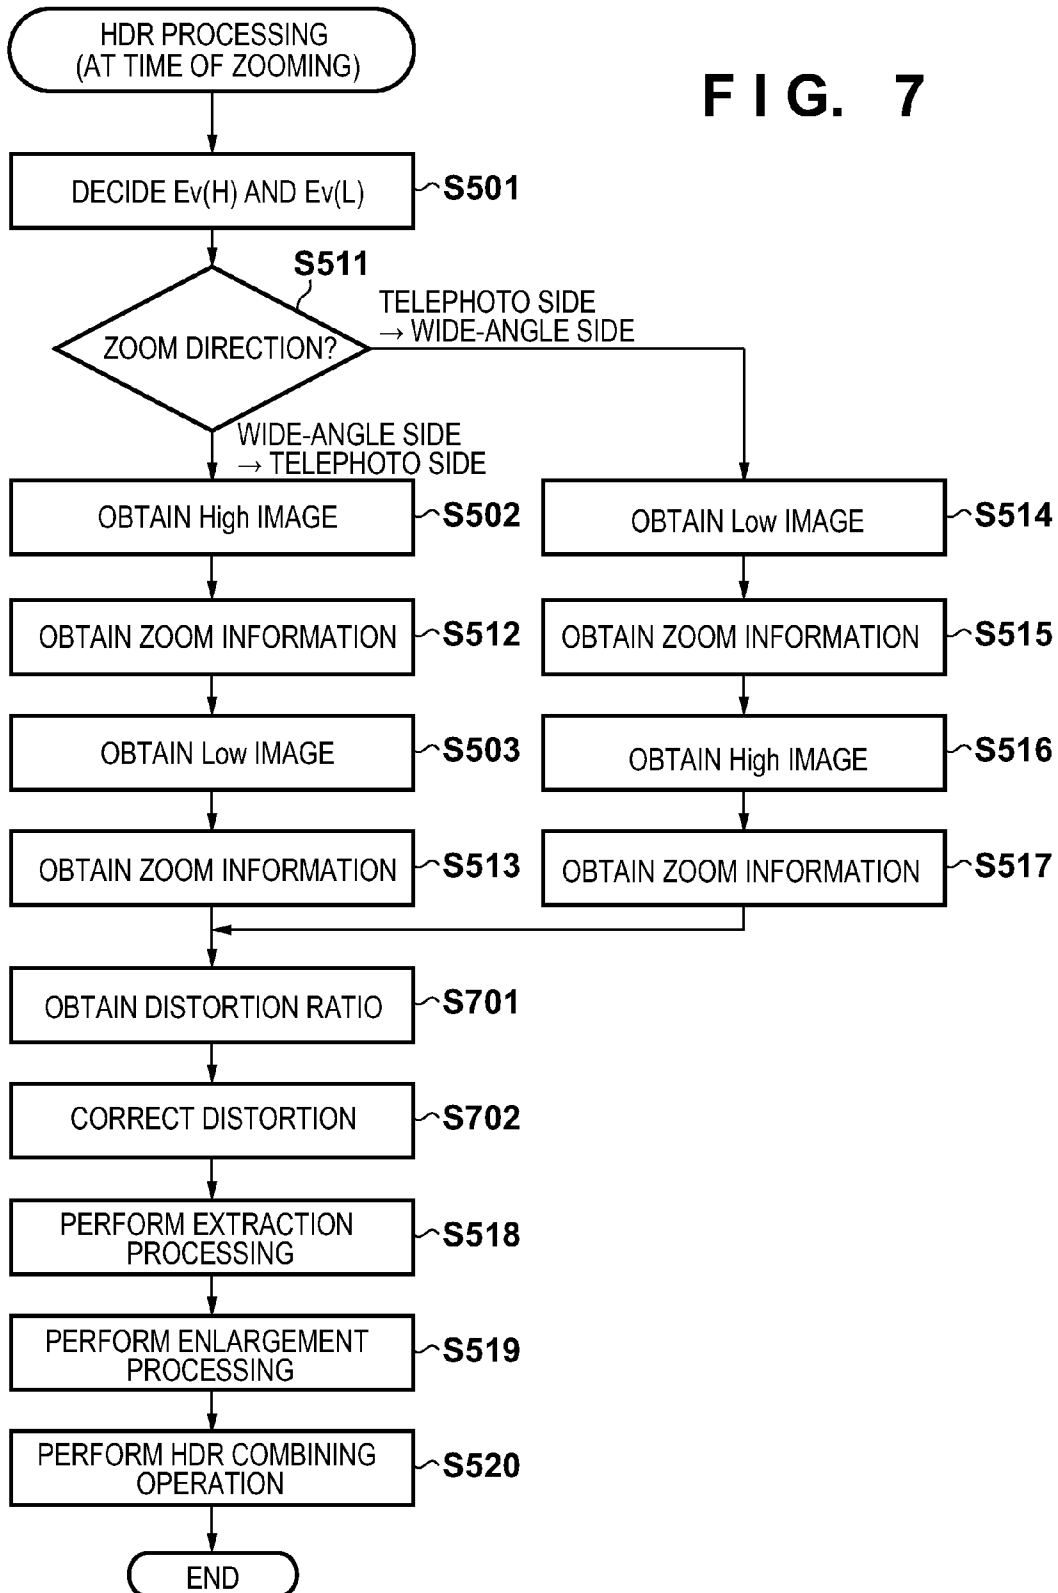 HDR PROCESSING
(AT TIME OF ZOOMING)
FIG. 7
DECIDE Ev(H) AND Ev(L)
S501
S511
ZOOM DIRECTION?
TELEPHOTO SIDE
→ WIDE-ANGLE SIDE
WIDE-ANGLE SIDE
→ TELEPHOTO SIDE
OBTAIN High IMAGE
S502
OBTAIN Low IMAGE
S514
OBTAIN ZOOM INFORMATION
S512
OBTAIN ZOOM INFORMATION
S515
OBTAIN Low IMAGE
S503
OBTAIN High IMAGE
S516
OBTAIN ZOOM INFORMATION
S513
OBTAIN ZOOM INFORMATION
S517
OBTAIN DISTORTION RATIO
S701
CORRECT DISTORTION
S702
PERFORM EXTRACTION
PROCESSING
S518
PERFORM ENLARGEMENT
PROCESSING
S519
PERFORM HDR COMBINING
OPERATION
S520
END